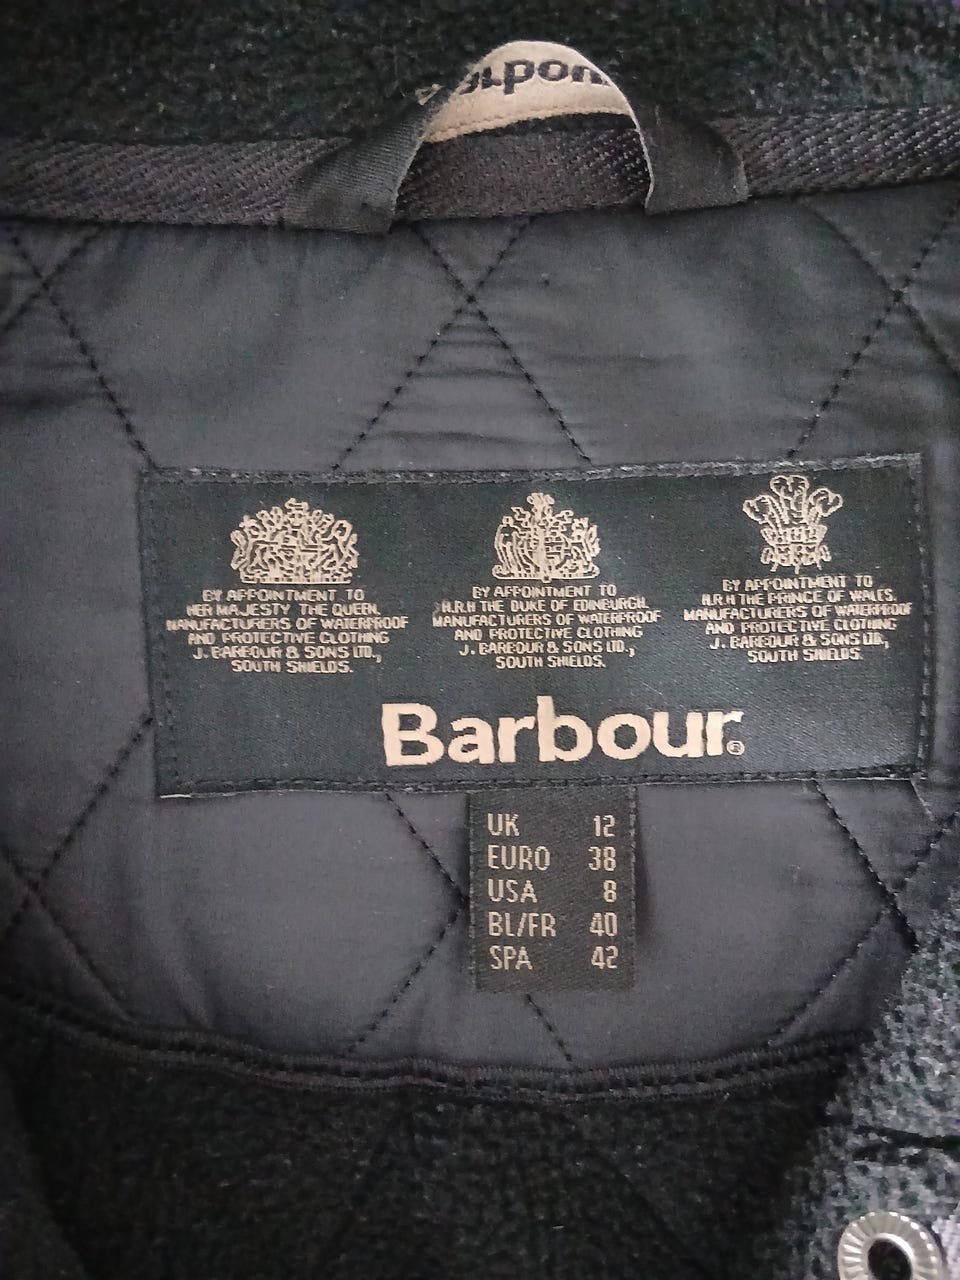 BY APPOINTMENT TO
HER MAJESTY THE QUEEN.
MANUFACTURERS OF WATERPROOF
AND PROTECTIVE CLOTHING
J. BARBOUR & SONS LTD.,
SOUTH SHIELDS.
BY APPOINTMENT TO
H.R.H THE DUKE OF EDINBURGH.
MANUFACTURERS OF WATERPROOF
AND PROTECTIVE CLOTHING
J. BARBOUR & SONS LTD.,
SOUTH SHIELDS.
BY APPOINTMENT TO
H.R.H THE PRINCE OF WALES.
MANUFACTURERS OF WATERPROOF
AND PROTECTIVE CLOTHING
J. BARBOUR & SONS LTD.,
SOUTH SHIELDS.
Barbour®
UK 12
EURO 38
USA 8
BL/FR 40
SPA 42